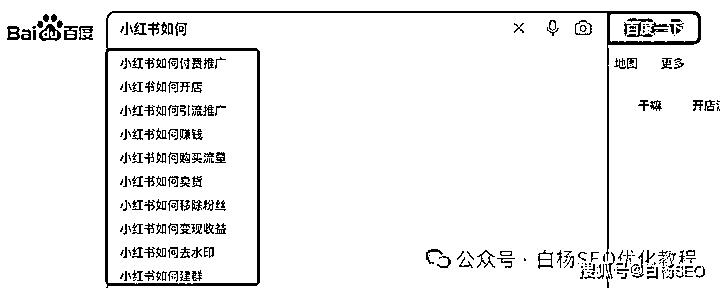 Bai百度
小红书如何
百度一下
小红书如何付费推广
地图 更多
小红书如何开店
小红书如何引流推广
干嘛 开店
小红书如何赚钱
小红书如何购买流量
小红书如何卖货
小红书如何移除粉丝
小红书如何变现收益
小红书如何去水印
小红书如何建群
公众号·白杨SEO优化教程
搜狐号@白杨SEO